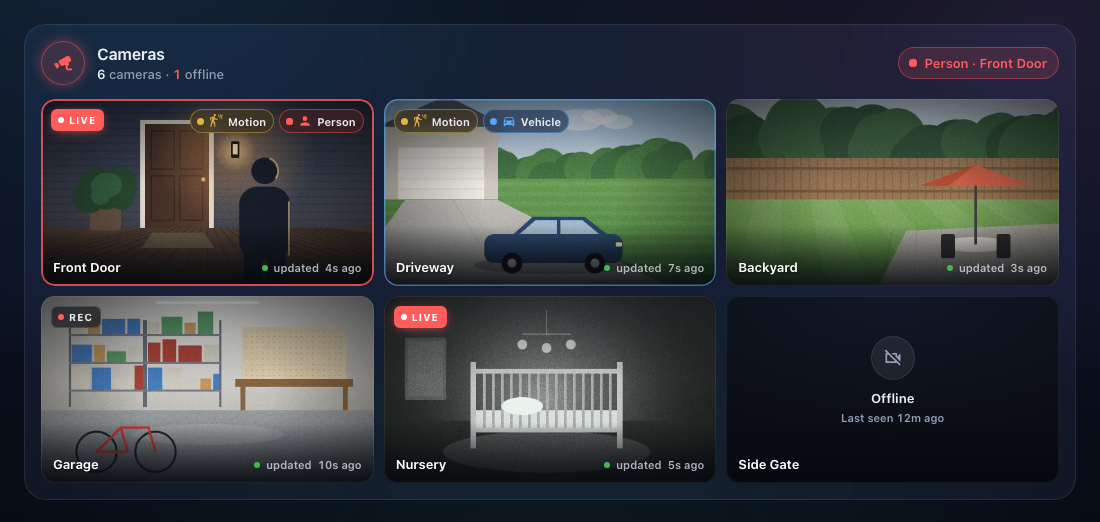 Cameras
6 cameras · 1 offline
Person · Front Door
LIVE
Motion
Person
Front Door
updated 4s ago
Motion
Vehicle
Driveway
updated 7s ago
Backyard
updated 3s ago
REC
Garage
updated 10s ago
LIVE
Nursery
updated 5s ago
Offline
Last seen 12m ago
Side Gate